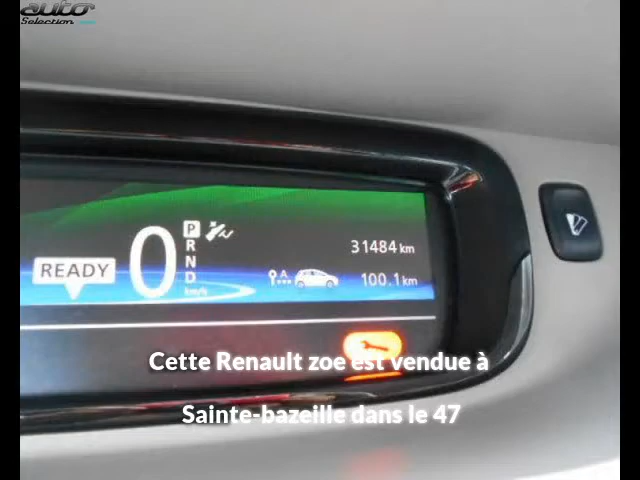 auto
Selection
0
P
R
N
D
km/h
READY
31484 km
A
100.1 km
Cette Renault zoe est vendue à
Sainte-bazeille dans le 47